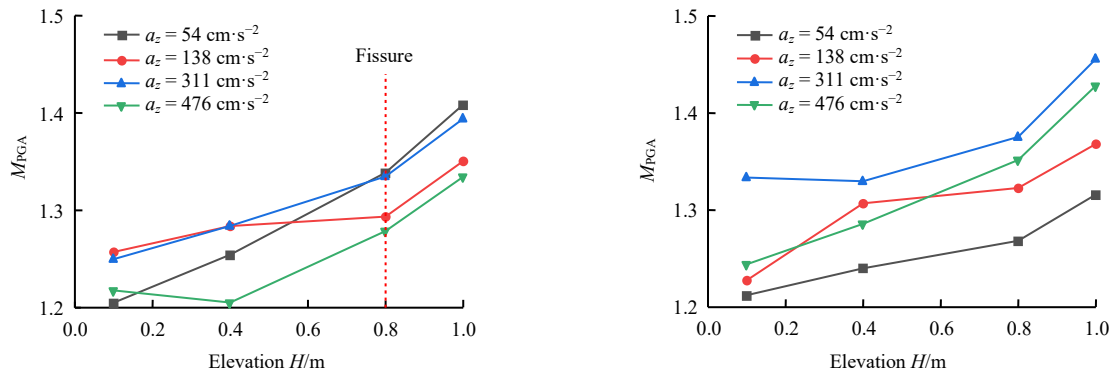 1.5
1.4
1.3
1.2
M_PGA
a_z = 54 cm·s⁻²
a_z = 138 cm·s⁻²
a_z = 311 cm·s⁻²
a_z = 476 cm·s⁻²
Fissure
0.0 0.2 0.4 0.6 0.8 1.0
Elevation H/m
1.5
1.4
1.3
1.2
M_PGA
a_z = 54 cm·s⁻²
a_z = 138 cm·s⁻²
a_z = 311 cm·s⁻²
a_z = 476 cm·s⁻²
0.0 0.2 0.4 0.6 0.8 1.0
Elevation H/m